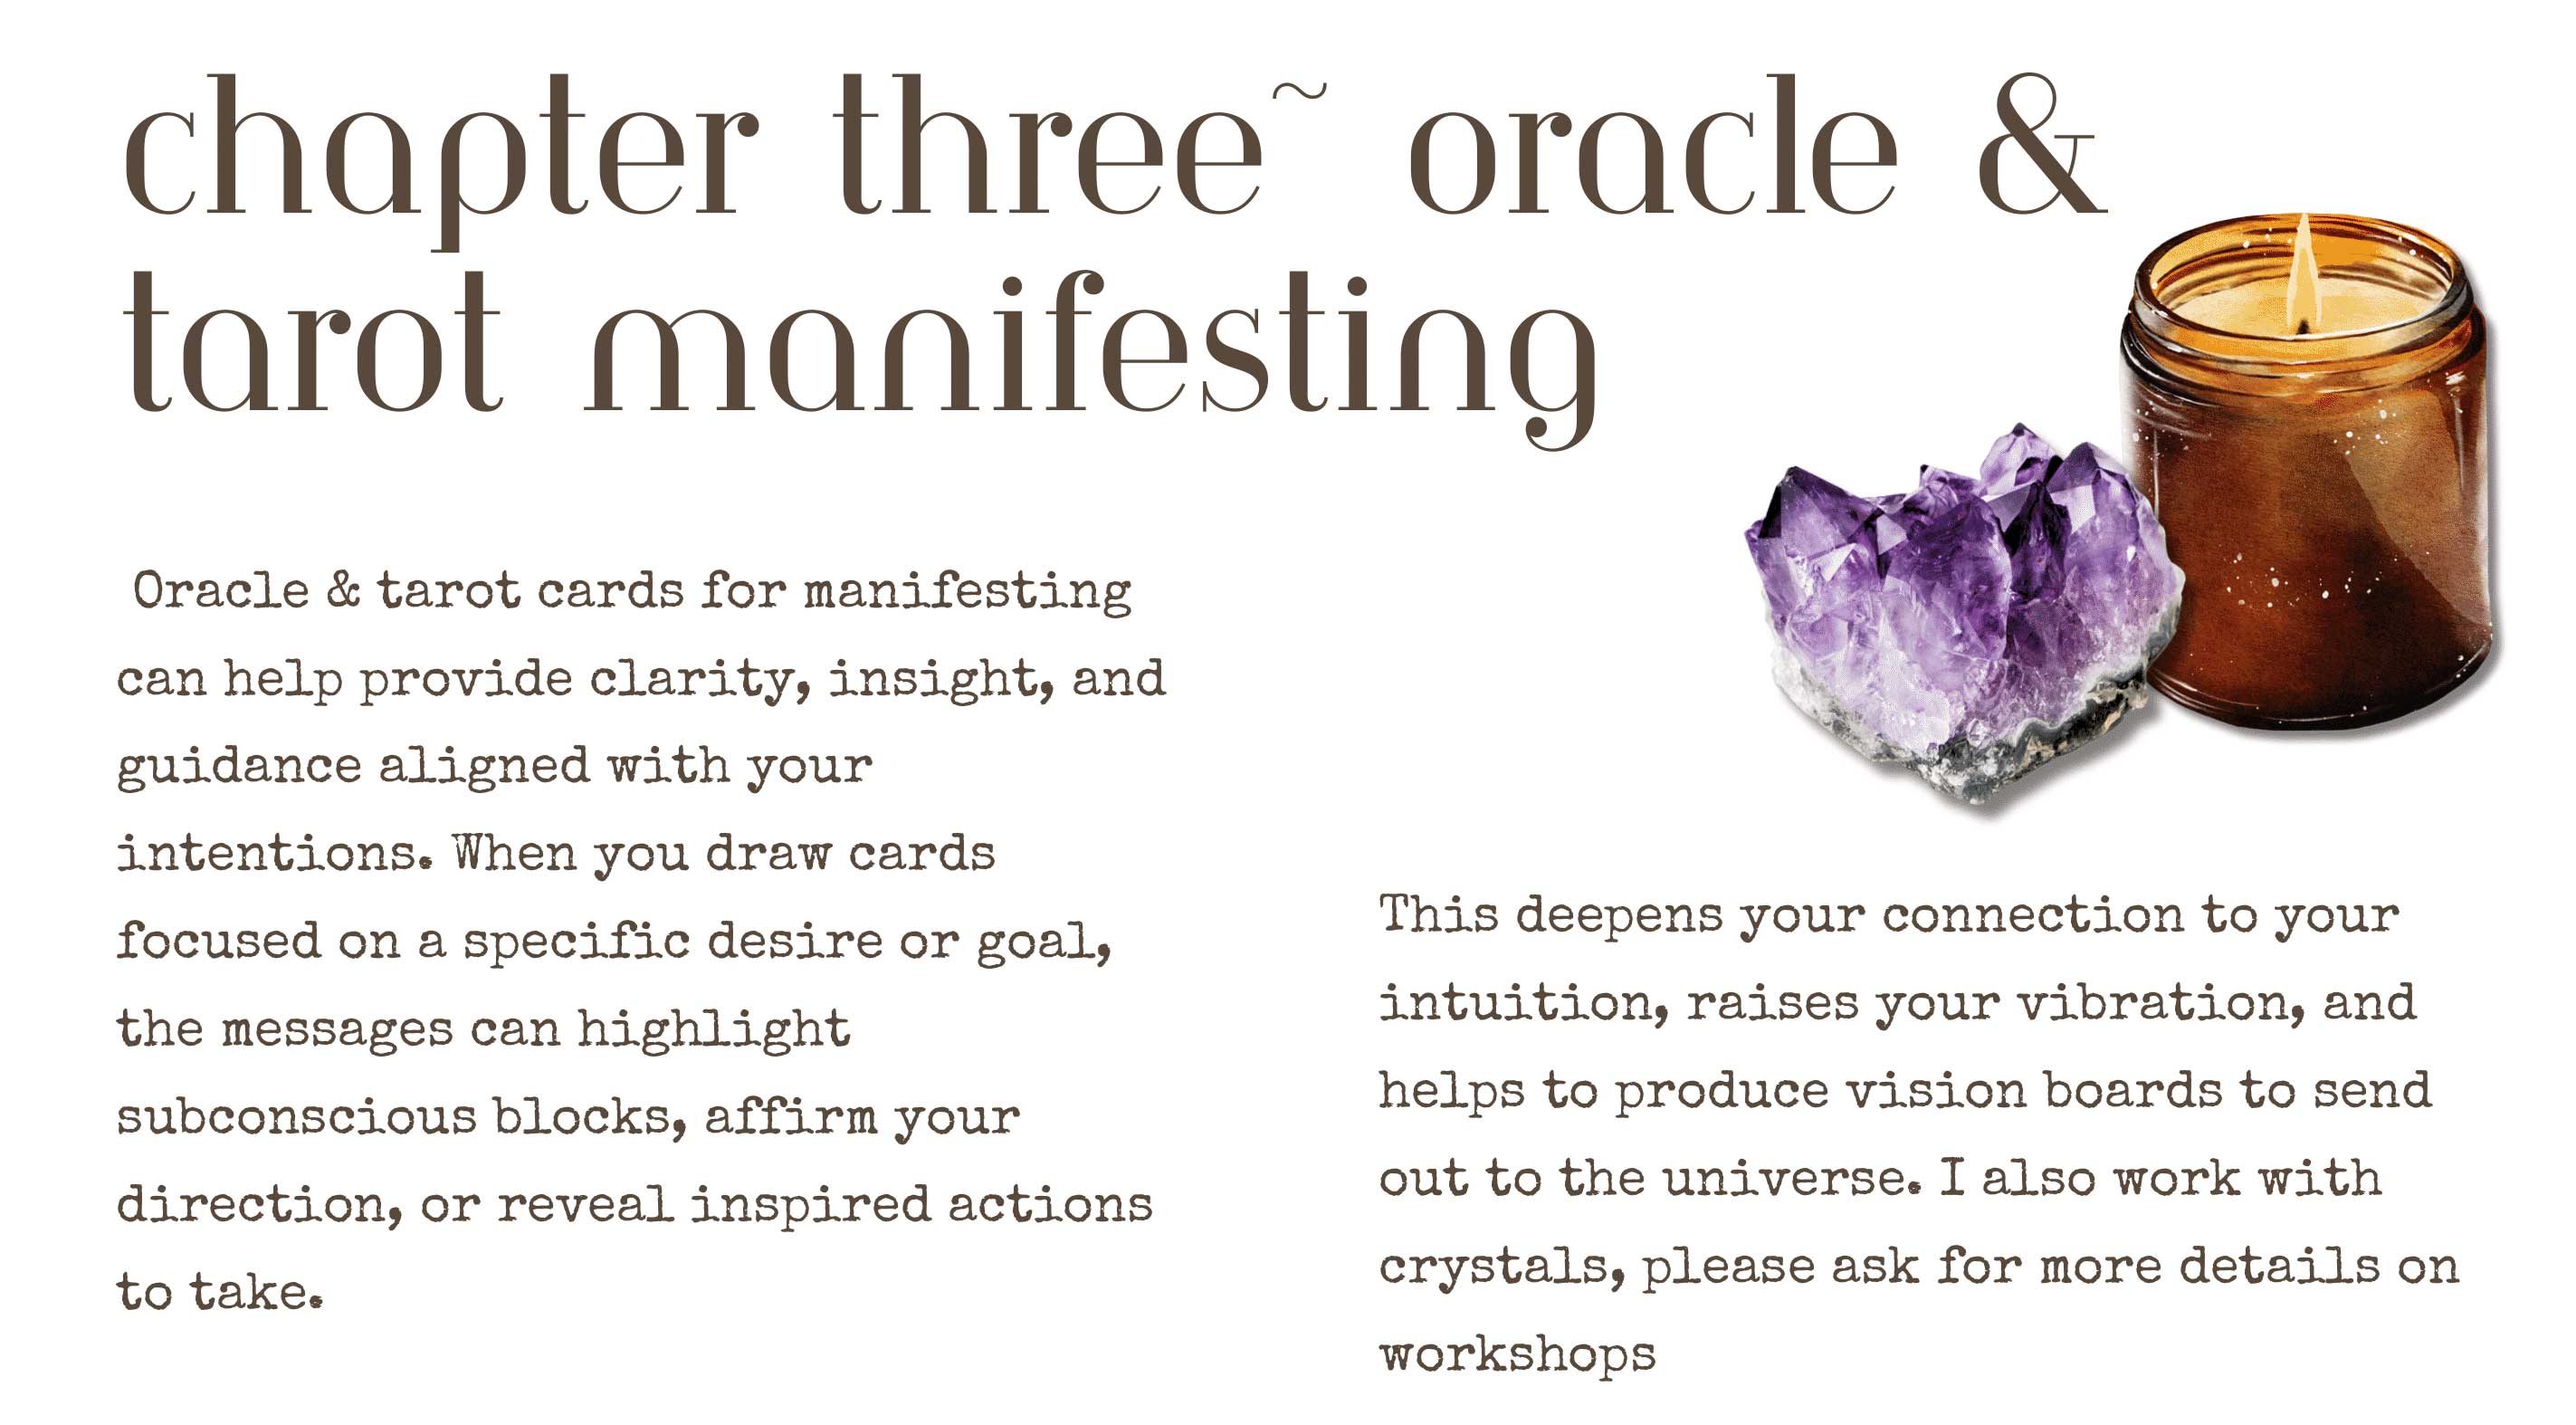 chapter three~ oracle &
tarot manifesting
Oracle & tarot cards for manifesting
can help provide clarity, insight, and
guidance aligned with your
intentions. When you draw cards
focused on a specific desire or goal,
the messages can highlight
subconscious blocks, affirm your
direction, or reveal inspired actions
to take.
This deepens your connection to your
intuition, raises your vibration, and
helps to produce vision boards to send
out to the universe. I also work with
crystals, please ask for more details on
workshops